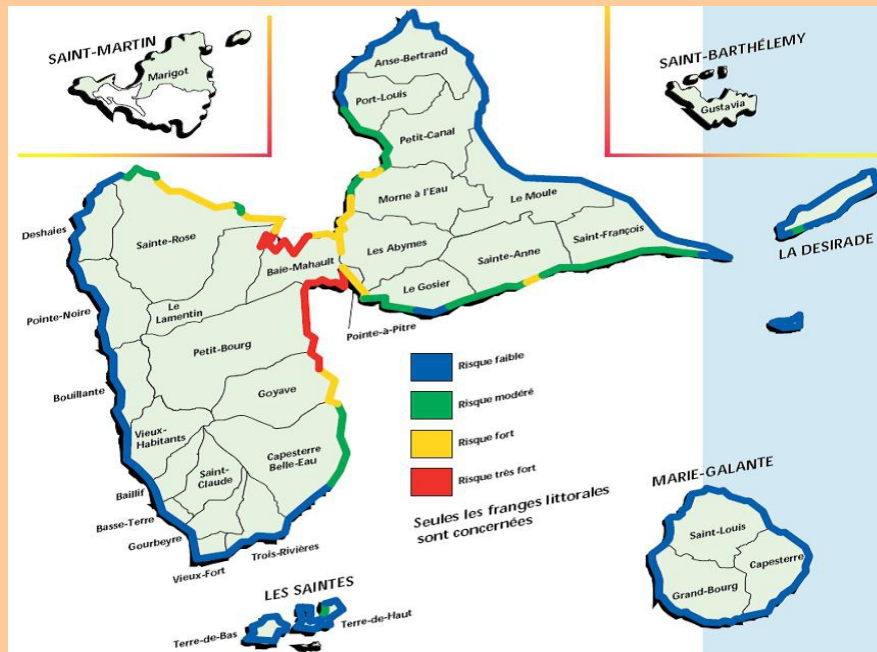 SAINT-MARTIN
Marigot
SAINT-BARTHÉLEMY
Gustavia
Anse-Bertrand
Port-Louis
Petit-Canal
Morne à l'Eau
Le Moule
Les Abymes
Sainte-Anne
Saint-François
Le Gosier
Pointe-à-Pitre
LA DESIRADE
Deshaies
Sainte-Rose
Baie-Mahault
Le
Lamentin
Pointe-Noire
Petit-Bourg
Bouillante
Goyave
Vieux-
Habitants
Capesterre
Belle-Eau
Saint-
Claude
Baillif
Basse-Terre
Gourbeyre
Vieux-Fort
Trois-Rivières
Risque faible
Risque modéré
Risque fort
Risque très fort
Seules les franges littorales
sont concernées
MARIE-GALANTE
Saint-Louis
Capesterre
Grand-Bourg
LES SAINTES
Terre-de-Bas
Terre-de-Haut